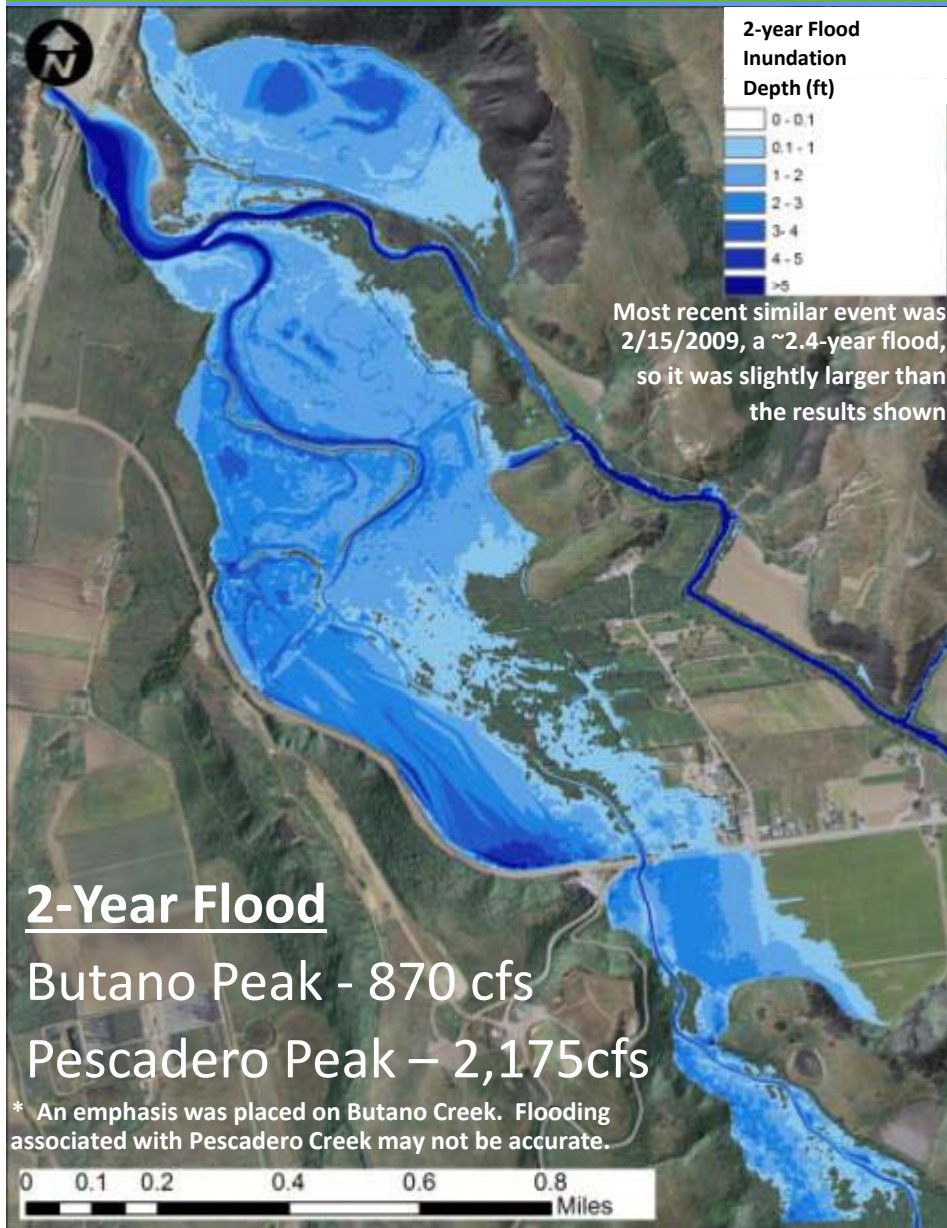 N
2-year Flood
Inundation
Depth (ft)
0 - 0.1
0.1 - 1
1 - 2
2 - 3
3- 4
4 - 5
>5
Most recent similar event was
2/15/2009, a ~2.4-year flood,
so it was slightly larger than
the results shown
2-Year Flood
Butano Peak - 870 cfs
Pescadero Peak – 2,175cfs
* An emphasis was placed on Butano Creek. Flooding
associated with Pescadero Creek may not be accurate.
0 0.1 0.2 0.4 0.6 0.8
Miles